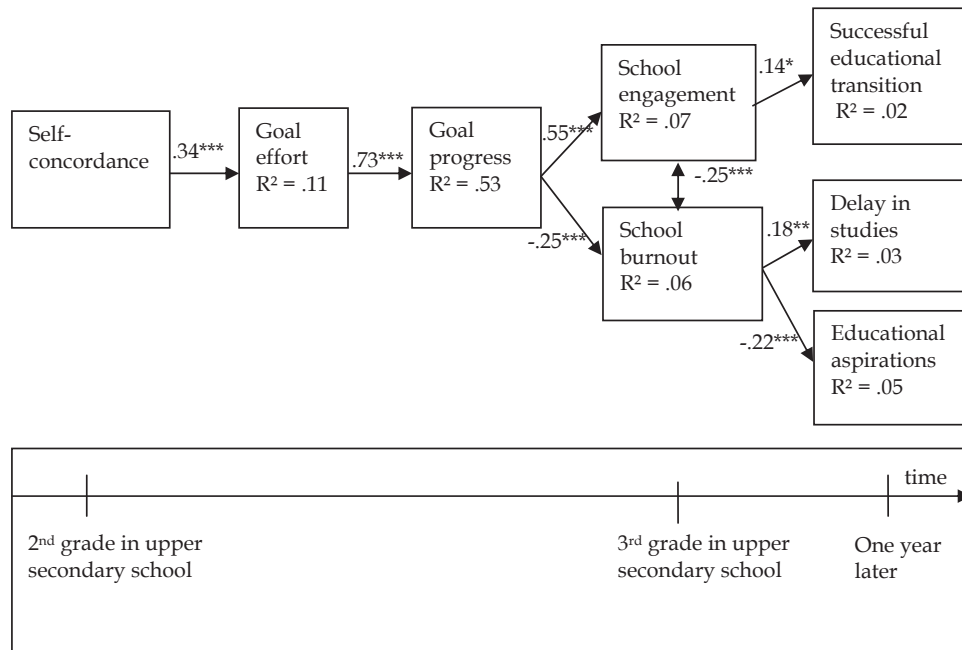 Self-
concordance
.34***
Goal
effort
R² = .11
.73***
Goal
progress
R² = .53
.55***
-.25***
School
engagement
R² = .07
-.25***
School
burnout
R² = .06
.14*
.18**
-.22***
Successful
educational
transition
R² = .02
Delay in
studies
R² = .03
Educational
aspirations
R² = .05
time
2nd grade in upper
secondary school
3rd grade in upper
secondary school
One year
later